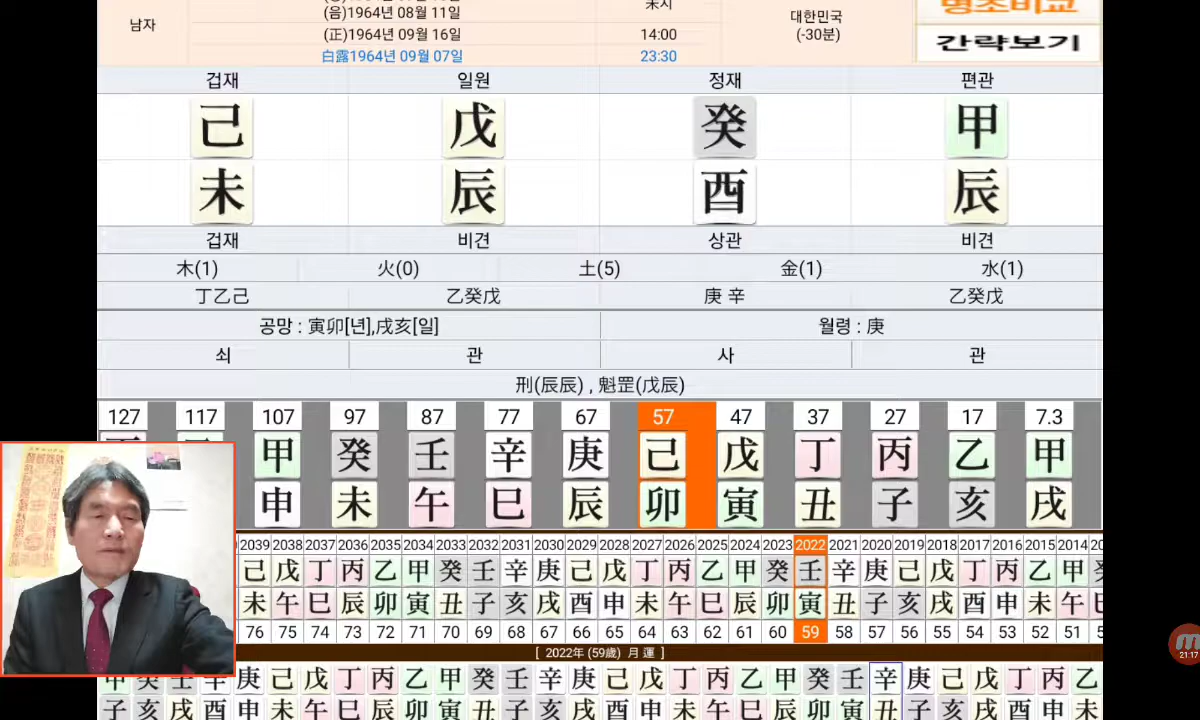 남자
(음)1964년 08월 11일
(正)1964년 09월 16일
白露1964년 09월 07일
未시
14:00
23:30
대한민국
(-30분)
명조비교
간략보기
겁재 일원 정재 편관
己 戊 癸 甲
未 辰 酉 辰
겁재 비견 상관 비견
木(1) 火(0) 土(5) 金(1) 水(1)
丁乙己 乙癸戊 庚 辛 乙癸戊
공망 : 寅卯[년],戌亥[일] 월령 : 庚
쇠 관 사 관
刑(辰辰) , 魁罡(戊辰)
127 117 107 97 87 77 67 57 47 37 27 17 7.3
甲 癸 壬 辛 庚 己 戊 丁 丙 乙 甲
申 未 午 巳 辰 卯 寅 丑 子 亥 戌
2039 2038 2037 2036 2035 2034 2033 2032 2031 2030 2029 2028 2027 2026 2025 2024 2023 2022 2021 2020 2019 2018 2017 2016 2015 2014
己 戊 丁 丙 乙 甲 癸 壬 辛 庚 己 戊 丁 丙 乙 甲 癸 壬 辛 庚 己 戊 丁 丙 乙 甲
未 午 巳 辰 卯 寅 丑 子 亥 戌 酉 申 未 午 巳 辰 卯 寅 丑 子 亥 戌 酉 申 未 午
76 75 74 73 72 71 70 69 68 67 66 65 64 63 62 61 60 59 58 57 56 55 54 53 52 51
[ 2022年 (59歲) 月 運 ]
甲 癸 壬 辛 庚 己 戊 丁 丙 乙 甲 癸 壬 辛 庚 己 戊 丁 丙 乙 甲 癸 壬 辛 庚 己 戊 丁 丙 乙
子 亥 戌 酉 申 未 午 巳 辰 卯 寅 丑 子 亥 戌 酉 申 未 午 巳 辰 卯 寅 丑 子 亥 戌 酉 申 未
21:17